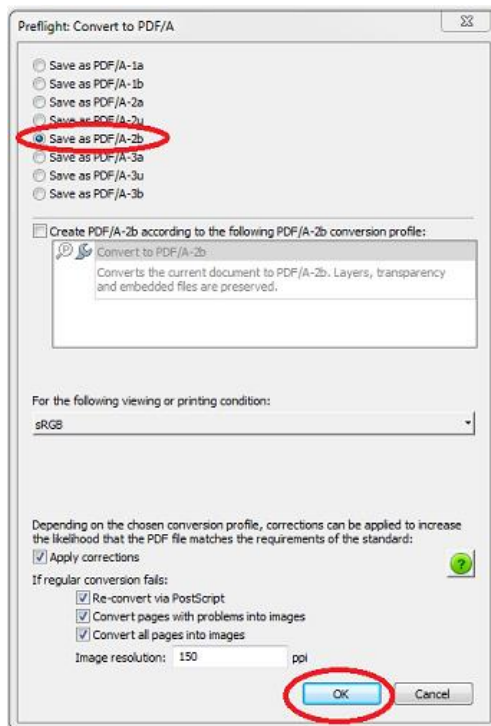 Preflight: Convert to PDF/A
Save as PDF/A-1a
Save as PDF/A-1b
Save as PDF/A-2a
Save as PDF/A-2u
Save as PDF/A-2b
Save as PDF/A-3a
Save as PDF/A-3u
Save as PDF/A-3b
Create PDF/A-2b according to the following PDF/A-2b conversion profile:
Convert to PDF/A-2b
Converts the current document to PDF/A-2b. Layers, transparency
and embedded files are preserved.
For the following viewing or printing condition:
sRGB
Depending on the chosen conversion profile, corrections can be applied to increase
the likelihood that the PDF file matches the requirements of the standard:
Apply corrections
?
If regular conversion fails:
Re-convert via PostScript
Convert pages with problems into images
Convert all pages into images
Image resolution: 150 ppi
OK Cancel